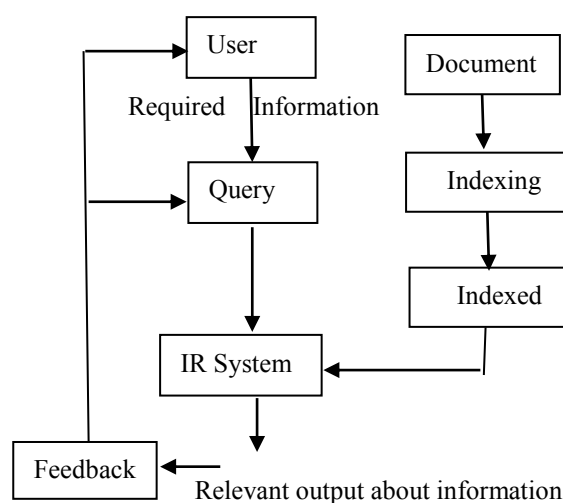 User
Document
Required Information
Indexing
Query
Indexed
IR System
Feedback
Relevant output about information